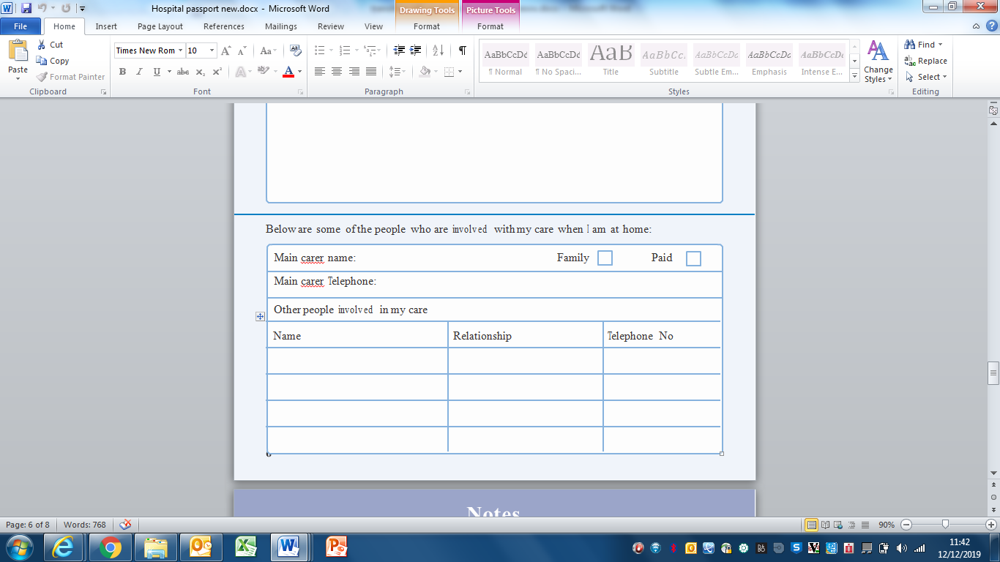 Hospital passport new.docx - Microsoft Word
Drawing Tools
Picture Tools
File
Home
Insert
Page Layout
References
Mailings
Review
View
Format
Format
Paste
Cut
Copy
Format Painter
Clipboard
Times New Rom
10
Font
Paragraph
AaBbCcDd
¶ Normal
AaBbCcDd
¶ No Spaci...
AaB
Title
AaBbCc.
Subtitle
AaBbCcDd
Subtle Em...
AaBbCcDd
Emphasis
AaBbCcDd
Intense E...
Change Styles
Styles
Find
Replace
Select
Editing
Below are some of the people who are involved with my care when I am at home:
Main carer name: Family Paid
Main carer Telephone:
Other people involved in my care
Name Relationship Telephone No
Notes
Page: 6 of 8 Words: 768 90%
11:42
12/12/2019